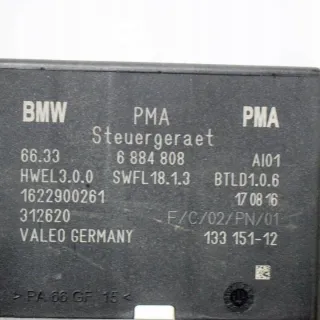 BMW PMA PMA
Steuergeraet
66.33 6 884 808 AI01
HWEL3.0.0 SWFL18.1.3 BTLD1.0.6
1622900261 17 08 16
312620 F/C/02/PN/01
VALEO GERMANY 133 151-12
>PA 66 GF 15<